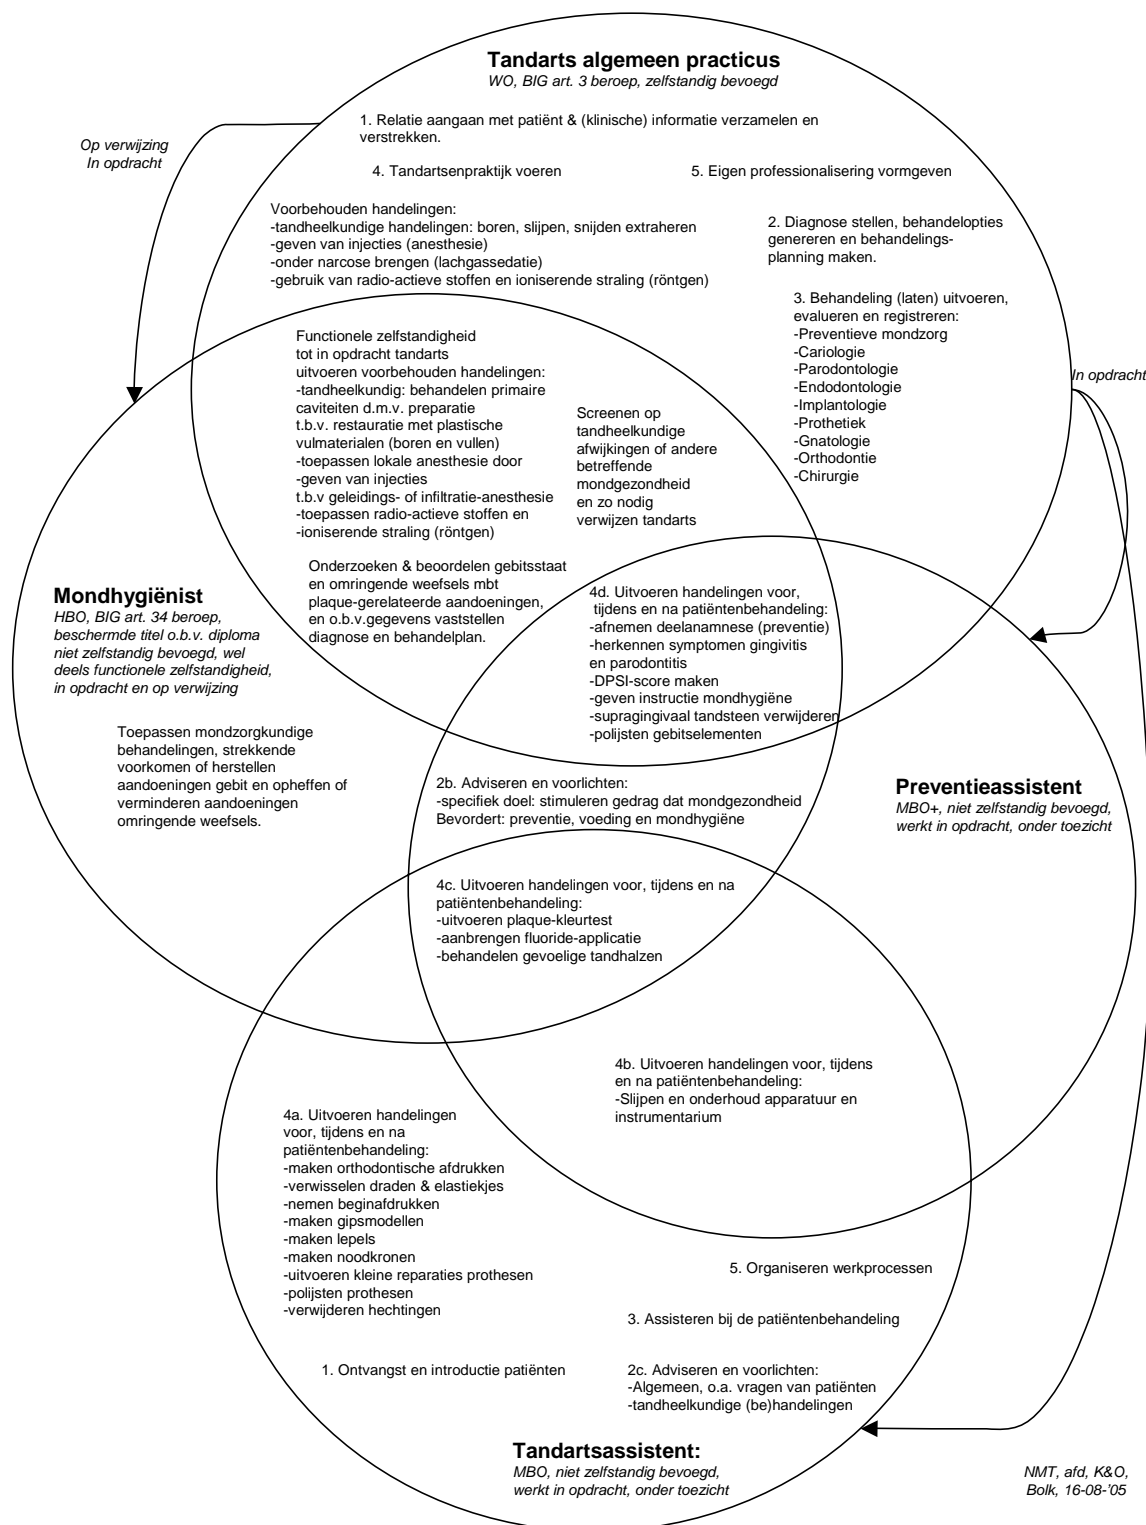 Tandarts algemeen practicus
WO, BIG art. 3 beroep, zelfstandig bevoegd
1. Relatie aangaan met patiënt & (klinische) informatie verzamelen en
verstrekken.
Op verwijzing
In opdracht
4. Tandartsenpraktijk voeren
5. Eigen professionalisering vormgeven
Voorbehouden handelingen:
-tandheelkundige handelingen: boren, slijpen, snijden extraheren
-geven van injecties (anesthesie)
-onder narcose brengen (lachgassedatie)
-gebruik van radio-actieve stoffen en ioniserende straling (röntgen)
2. Diagnose stellen, behandelopties
genereren en behandelings-
planning maken.
3. Behandeling (laten) uitvoeren,
evalueren en registreren:
-Preventieve mondzorg
-Cariologie
-Parodontologie
-Endodontologie
-Implantologie
-Prothetiek
-Gnatologie
-Orthodontie
-Chirurgie
In opdracht
Functionele zelfstandigheid
tot in opdracht tandarts
uitvoeren voorbehouden handelingen:
-tandheelkundig: behandelen primaire
caviteiten d.m.v. preparatie
t.b.v. restauratie met plastische
vulmaterialen (boren en vullen)
-toepassen lokale anesthesie door
-geven van injecties
t.b.v geleidings- of infiltratie-anesthesie
-toepassen radio-actieve stoffen en
-ioniserende straling (röntgen)
Screenen op
tandheelkundige
afwijkingen of andere
betreffende
mondgezondheid
en zo nodig
verwijzen tandarts
Onderzoeken & beoordelen gebitsstaat
en omringende weefsels mbt
plaque-gerelateerde aandoeningen,
en o.b.v.gegevens vaststellen
diagnose en behandelplan.
Mondhygiënist
HBO, BIG art. 34 beroep,
beschermde titel o.b.v. diploma
niet zelfstandig bevoegd, wel
deels functionele zelfstandigheid,
in opdracht en op verwijzing
4d. Uitvoeren handelingen voor,
tijdens en na patiëntenbehandeling:
-afnemen deelanamnese (preventie)
-herkennen symptomen gingivitis
en parodontitis
-DPSI-score maken
-geven instructie mondhygiëne
-supragingivaal tandsteen verwijderen
-polijsten gebitselementen
Toepassen mondzorgkundige
behandelingen, strekkende
voorkomen of herstellen
aandoeningen gebit en opheffen of
verminderen aandoeningen
omringende weefsels.
2b. Adviseren en voorlichten:
-specifiek doel: stimuleren gedrag dat mondgezondheid
Bevordert: preventie, voeding en mondhygiëne
Preventieassistent
MBO+, niet zelfstandig bevoegd,
werkt in opdracht, onder toezicht
4c. Uitvoeren handelingen voor, tijdens en na
patiëntenbehandeling:
-uitvoeren plaque-kleurtest
-aanbrengen fluoride-applicatie
-behandelen gevoelige tandhalzen
4b. Uitvoeren handelingen voor, tijdens
en na patiëntenbehandeling:
-Slijpen en onderhoud apparatuur en
instrumentarium
4a. Uitvoeren handelingen
voor, tijdens en na
patiëntenbehandeling:
-maken orthodontische afdrukken
-verwisselen draden & elastiekjes
-nemen beginafdrukken
-maken gipsmodellen
-maken lepels
-maken noodkronen
-uitvoeren kleine reparaties prothesen
-polijsten prothesen
-verwijderen hechtingen
5. Organiseren werkprocessen
3. Assisteren bij de patiëntenbehandeling
1. Ontvangst en introductie patiënten
2c. Adviseren en voorlichten:
-Algemeen, o.a. vragen van patiënten
-tandheelkundige (be)handelingen
Tandartsassistent:
MBO, niet zelfstandig bevoegd,
werkt in opdracht, onder toezicht
NMT, afd, K&O,
Bolk, 16-08-'05